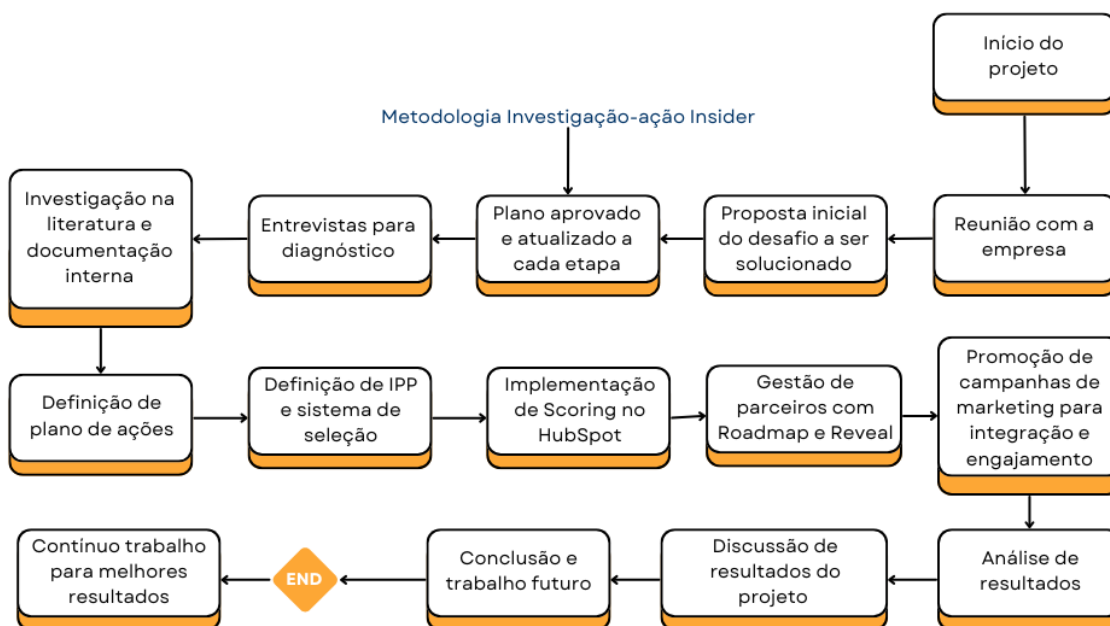 Início do
projeto
Metodologia Investigação-ação Insider
Reunião com a
empresa
Proposta inicial
do desafio a ser
solucionado
Plano aprovado
e atualizado a
cada etapa
Entrevistas para
diagnóstico
Investigação na
literatura e
documentação
interna
Definição de
plano de ações
Definição de IPP
e sistema de
seleção
Implementação
de Scoring no
HubSpot
Gestão de
parceiros com
Roadmap e Reveal
Promoção de
campanhas de
marketing para
integração e
engajamento
Análise de
resultados
Discussão de
resultados do
projeto
Conclusão e
trabalho futuro
END
Contínuo trabalho
para melhores
resultados